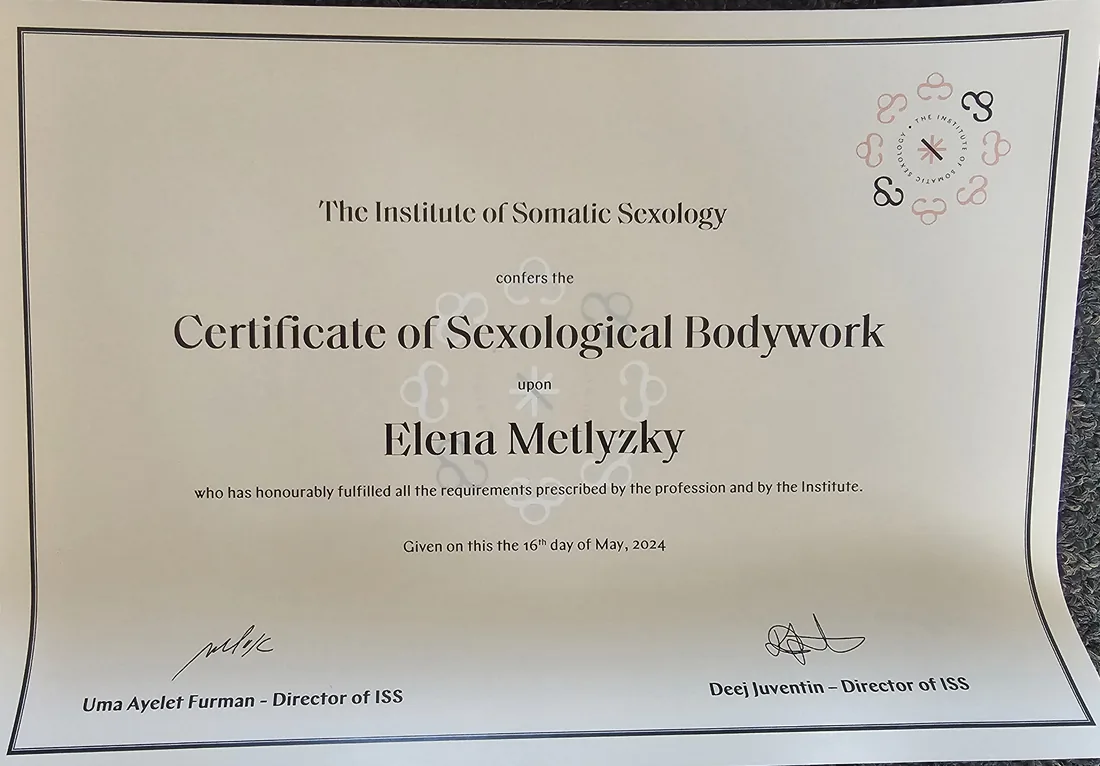 THE INSTITUTE OF SOMATIC SEXOLOGY •
The Institute of Somatic Sexology
confers the
Certificate of Sexological Bodywork
upon
Elena Metlyzky
who has honourably fulfilled all the requirements prescribed by the profession and by the Institute.
Given on this the 16th day of May, 2024
Uma Ayelet Furman - Director of ISS
Deej Juventin – Director of ISS